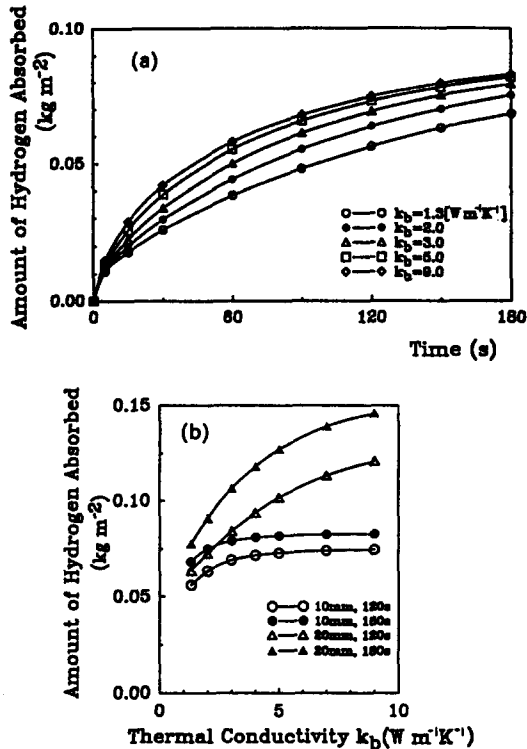 0.10
(a)
Amount of Hydrogen Absorbed
(kg m⁻²)
0.05
k_b=1.3[W m⁻¹K⁻¹]
k_b=2.0
k_b=3.0
k_b=5.0
k_b=9.0
0.00
0 60 120 180
Time (s)
0.15
(b)
Amount of Hydrogen Absorbed
(kg m⁻²)
0.10
0.05
10mm, 120s
10mm, 180s
20mm, 120s
20mm, 180s
0.00
0 5 10
Thermal Conductivity k_b(W m⁻¹K⁻¹)